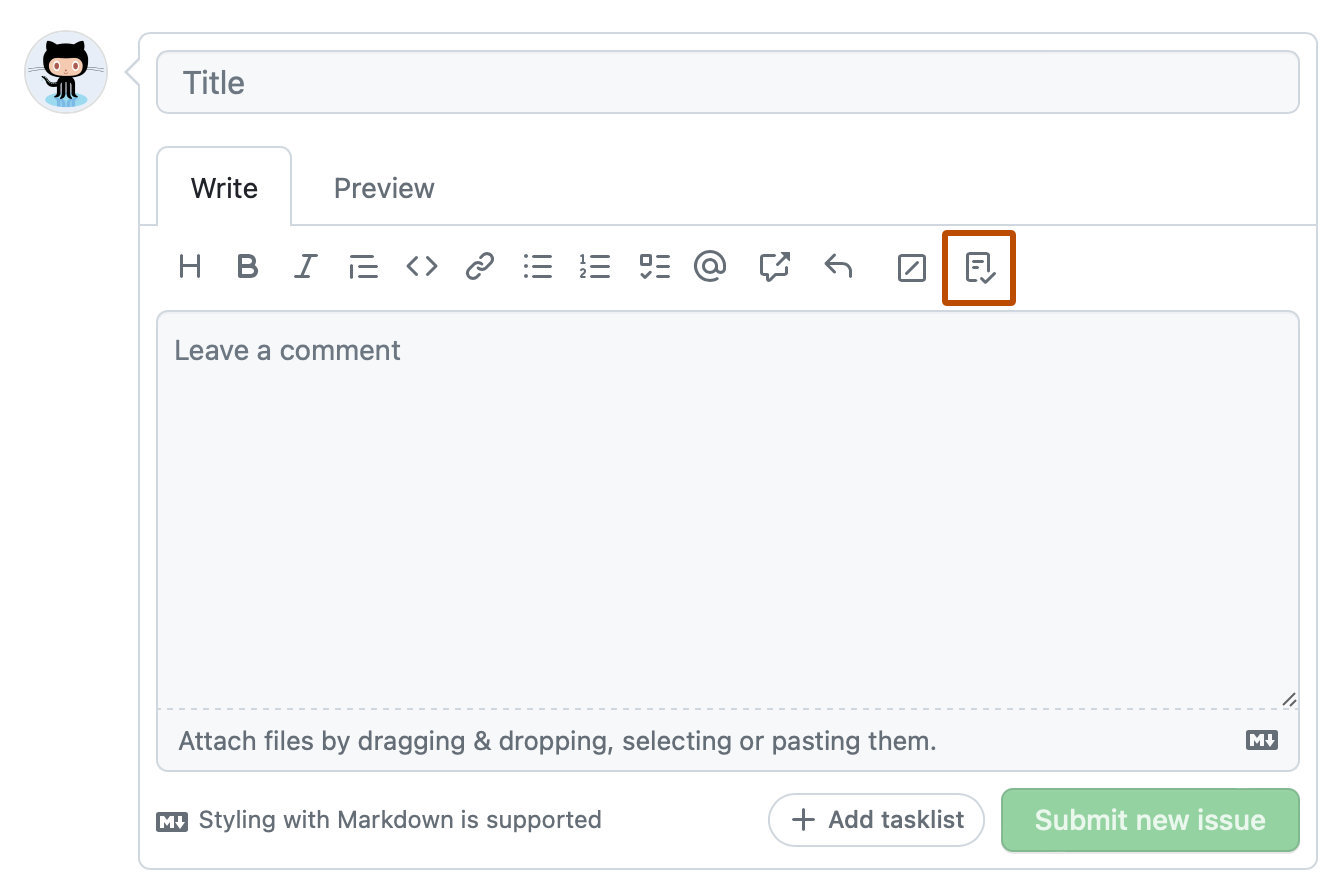 Title
Write Preview
H B I @
Leave a comment
Attach files by dragging & dropping, selecting or pasting them. M↓
M↓ Styling with Markdown is supported + Add tasklist Submit new issue